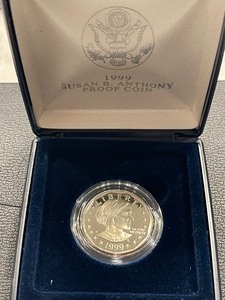 1999
SUSAN B. ANTHONY
PROOF COIN
LIBERTY
1999